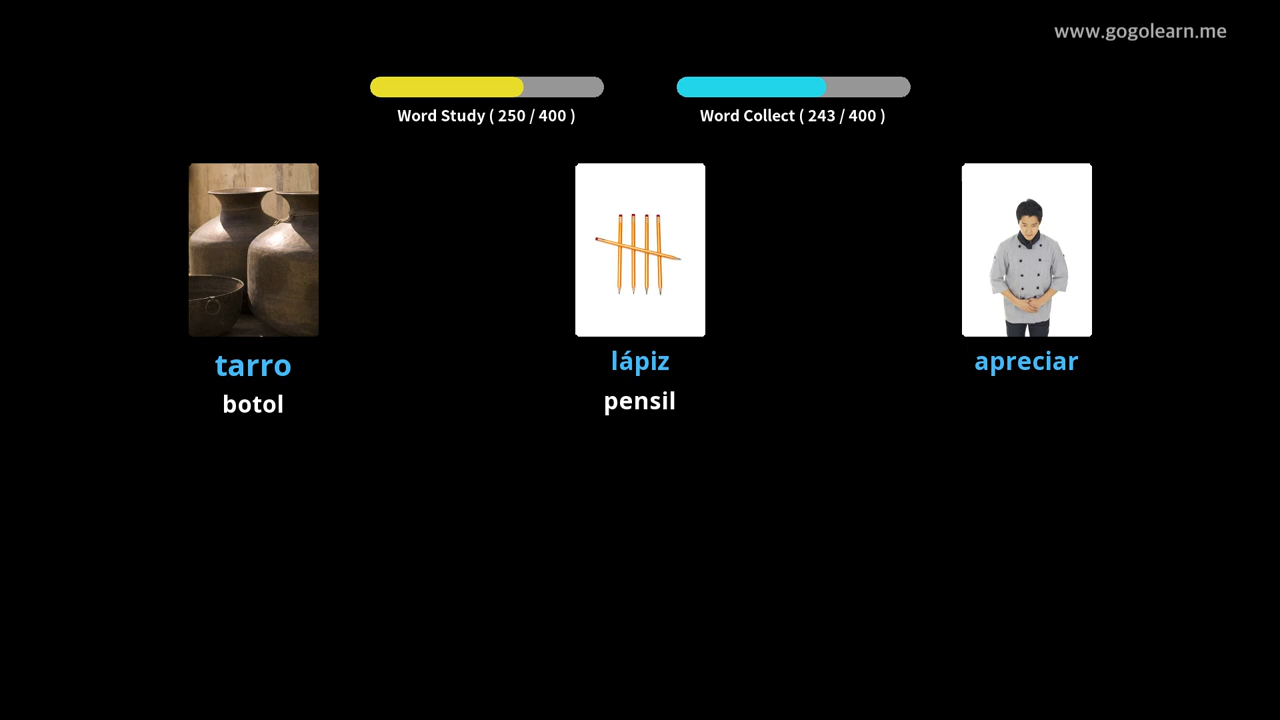 www.gogolearn.me
Word Study ( 250 / 400 )
Word Collect ( 243 / 400 )
tarro
botol
lápiz
pensil
apreciar